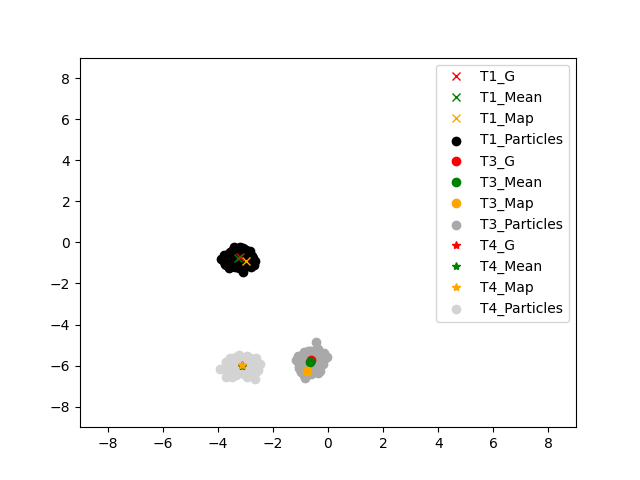 8
6
4
2
0
−2
−4
−6
−8
−8 −6 −4 −2 0 2 4 6 8
T1_G
T1_Mean
T1_Map
T1_Particles
T3_G
T3_Mean
T3_Map
T3_Particles
T4_G
T4_Mean
T4_Map
T4_Particles